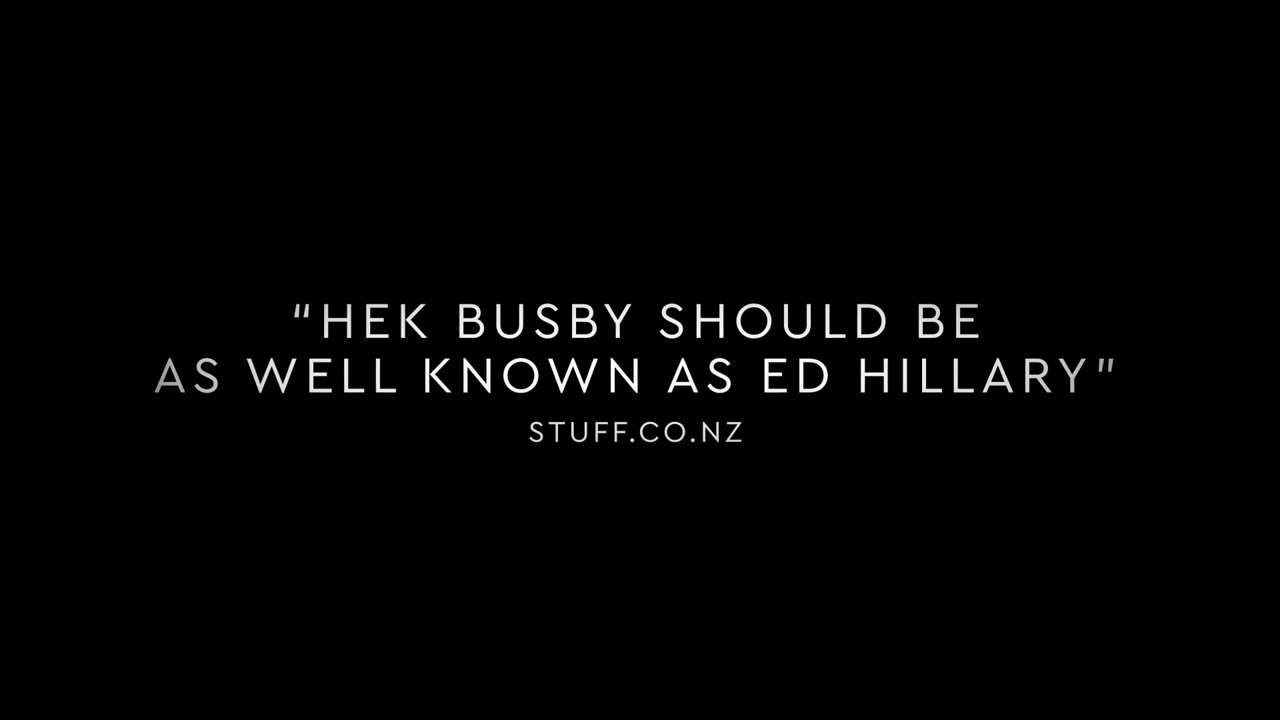 "HEK BUSBY SHOULD BE
AS WELL KNOWN AS ED HILLARY"
STUFF.CO.NZ